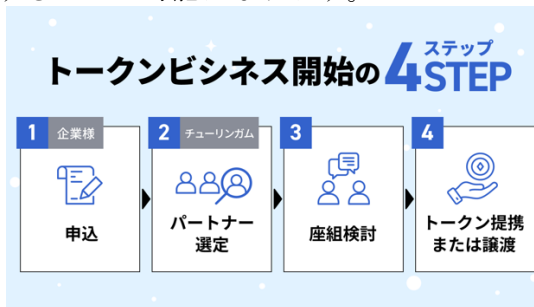 トークンビシネス開始の4ステップ
STEP
1 企業様
申込
2 チューリンガム
パートナー
選定
3
座組検討
4
トークン提携
または譲渡